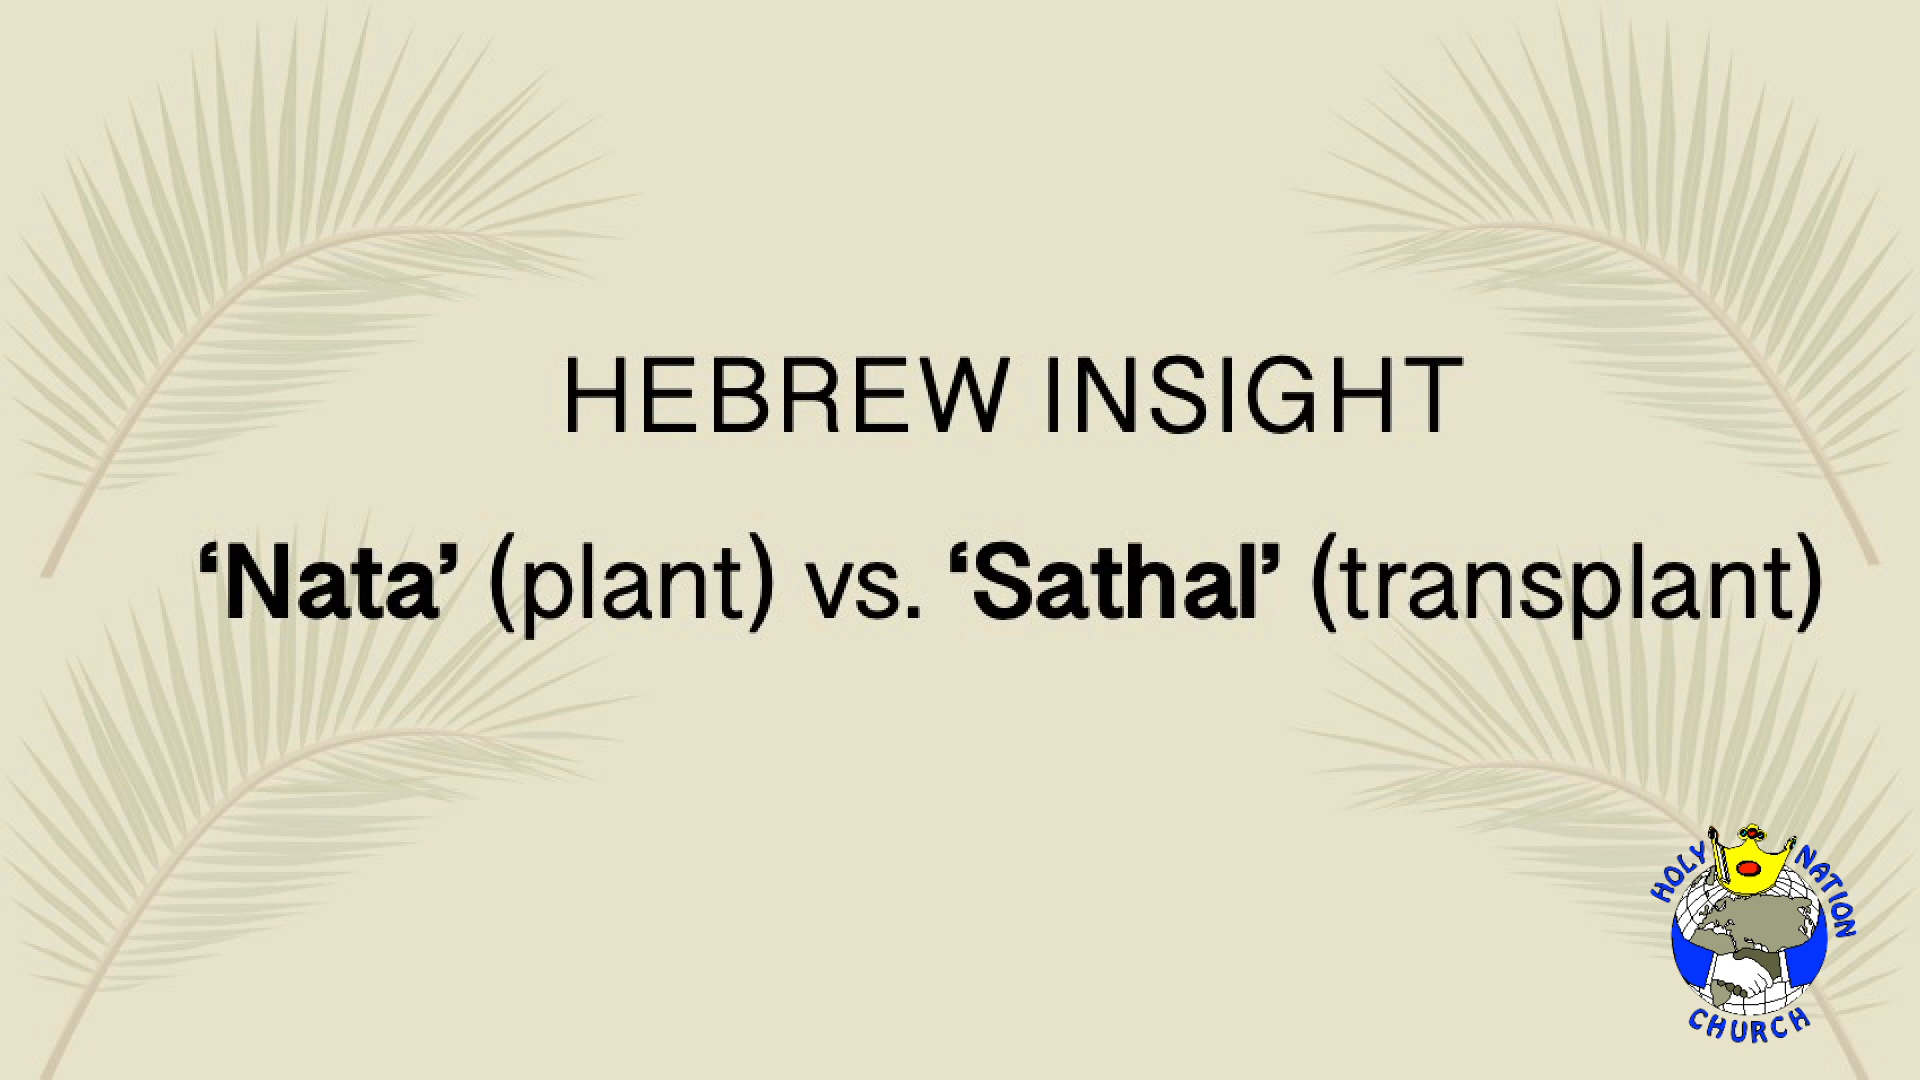 HEBREW INSIGHT
‘Nata’ (plant) vs. ‘Sathal’ (transplant)
HOLY NATION
CHURCH